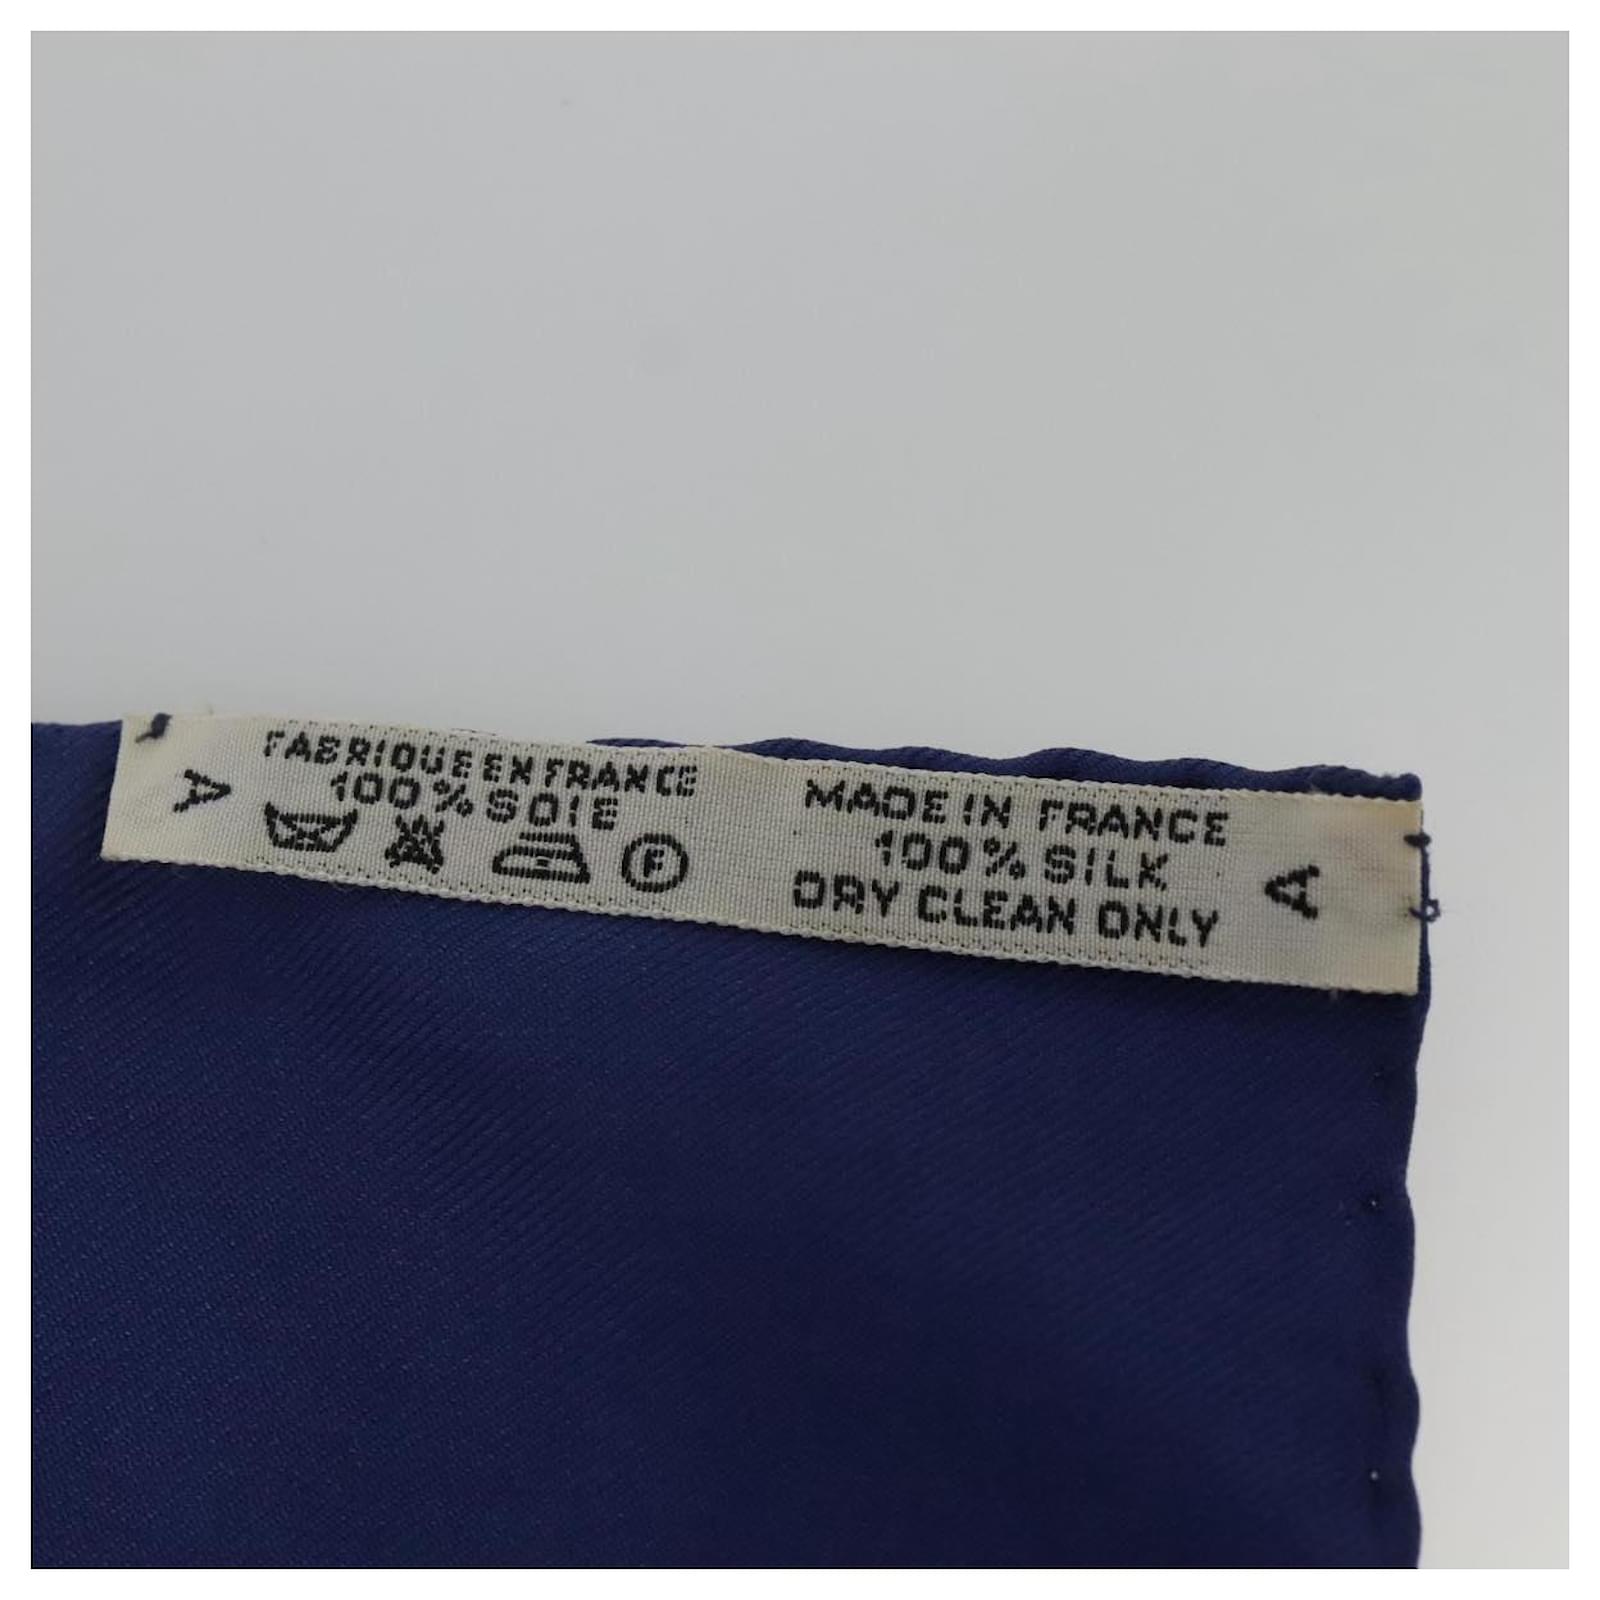 A
FABRIQUE EN FRANCE
100% SOIE
F
MADE IN FRANCE
100% SILK
DRY CLEAN ONLY
A